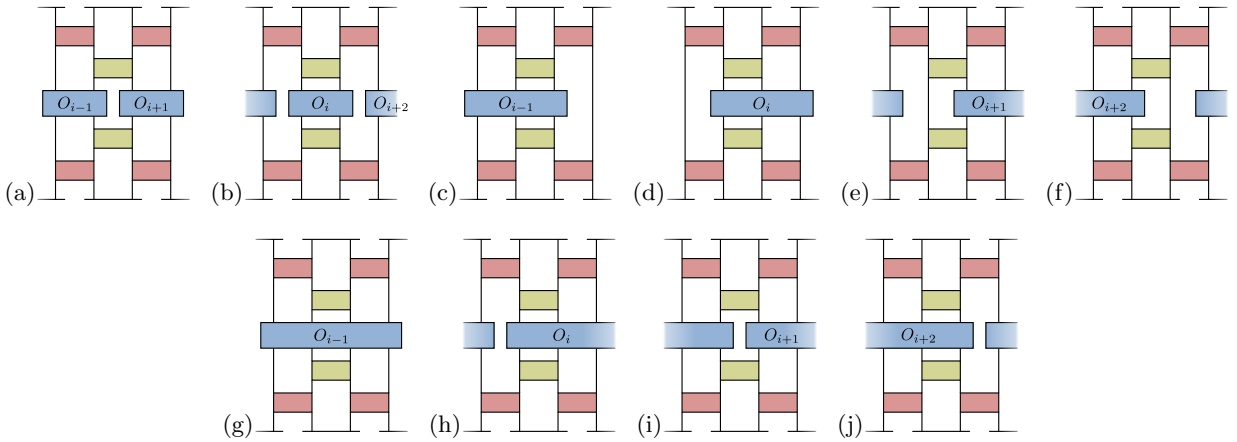 O_{i-1} O_{i+1} O_i O_{i+2} O_{i-1} O_i O_{i+1} O_{i+2}
(a) (b) (c) (d) (e) (f)
O_{i-1} O_i O_{i+1} O_{i+2}
(g) (h) (i) (j)